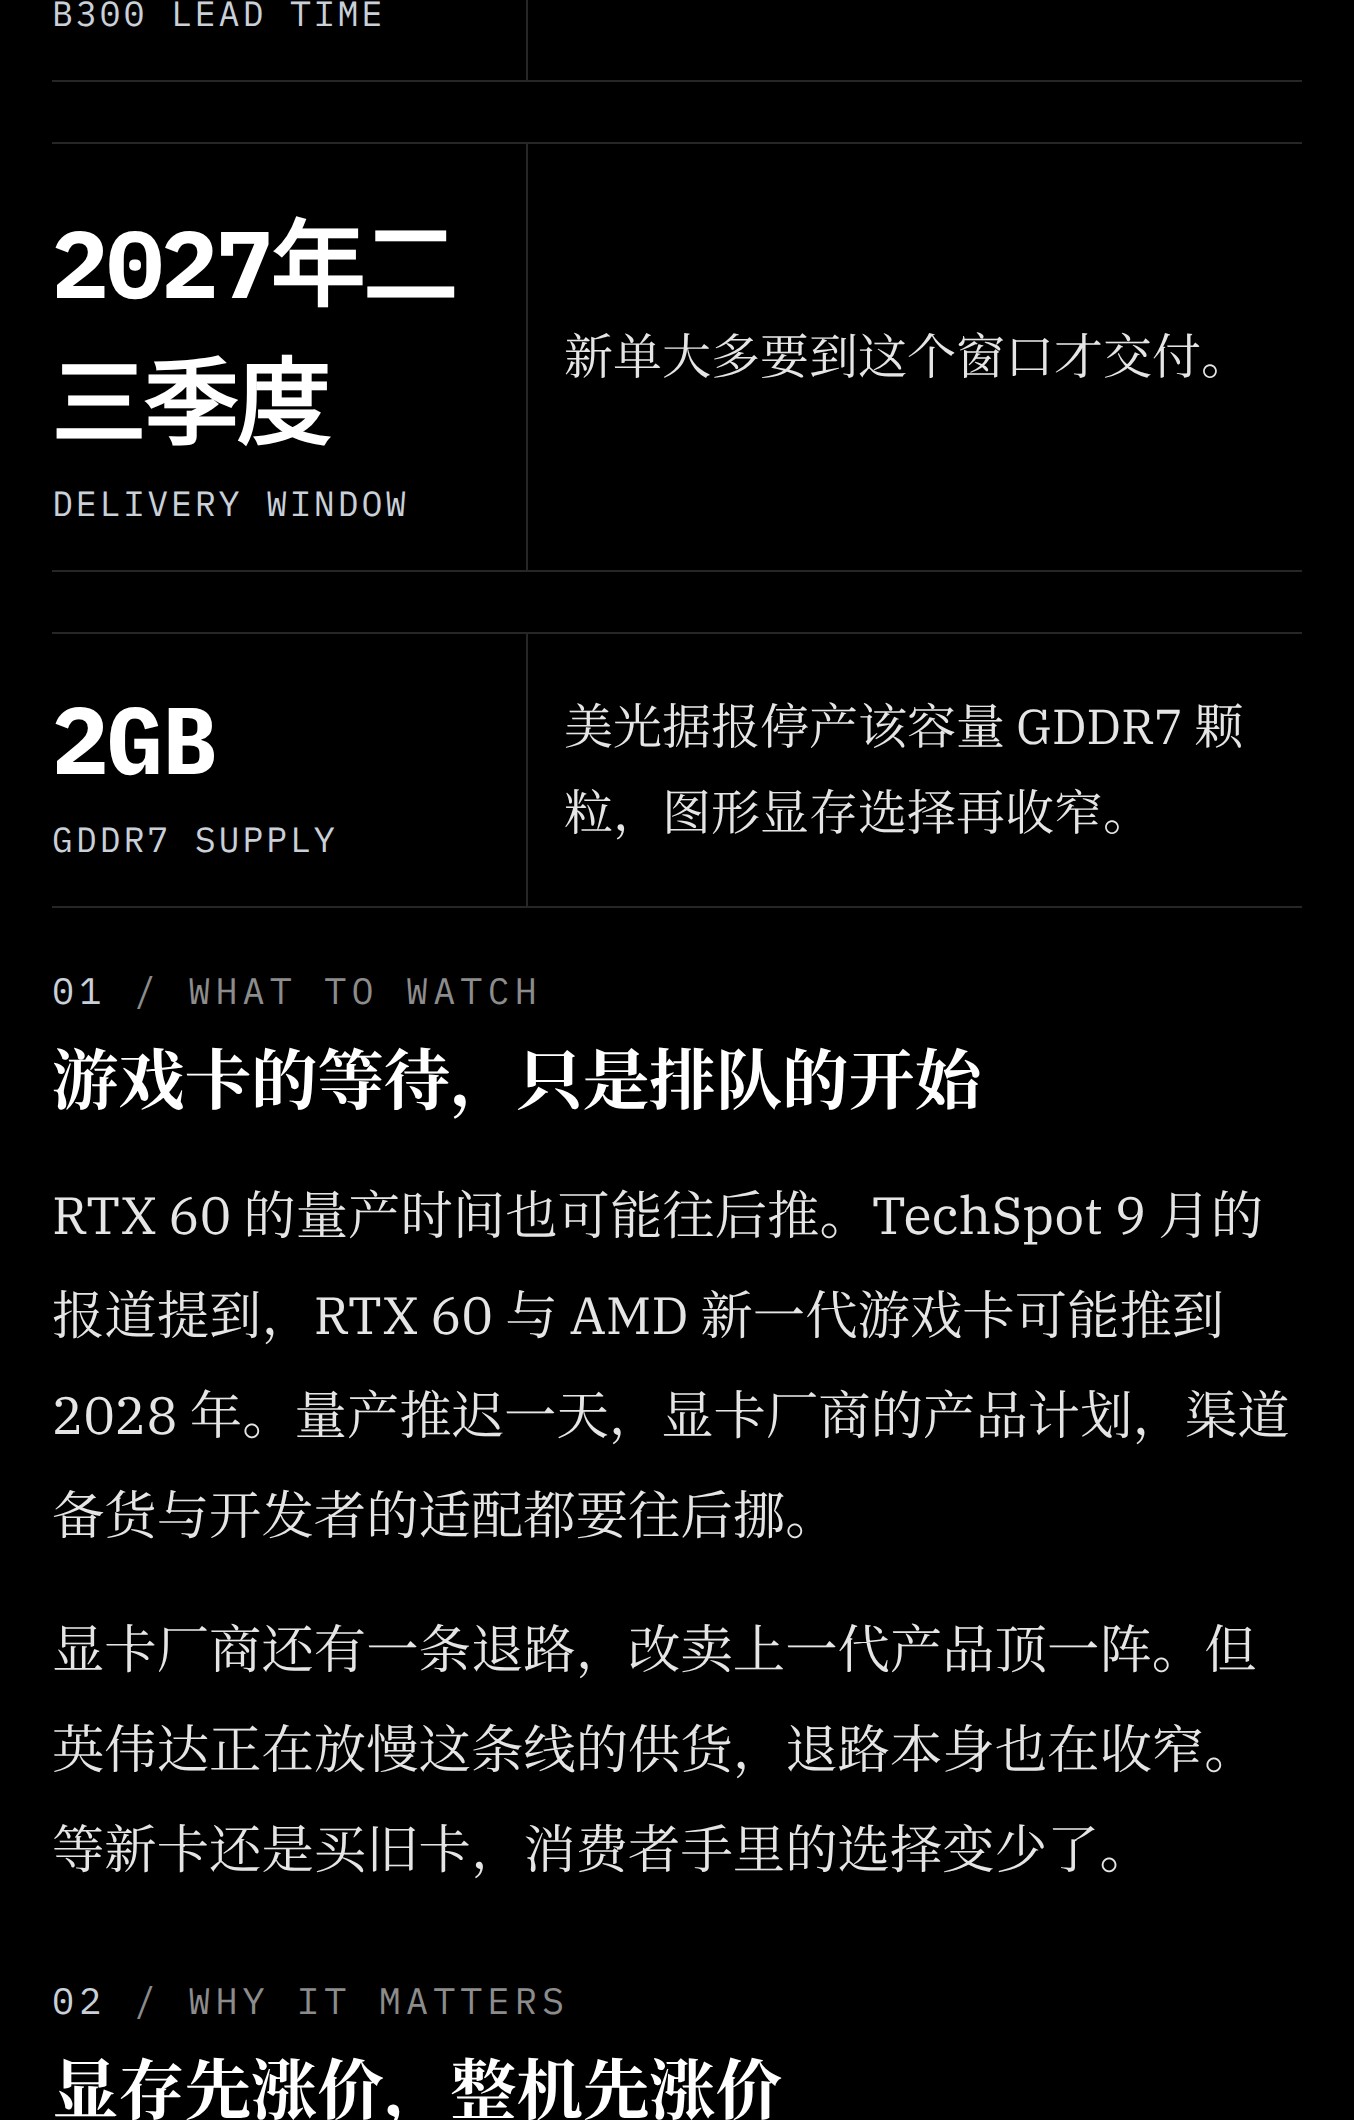 B300 LEAD TIME
2027年二
三季度
DELIVERY WINDOW
新单大多要到这个窗口才交付。
2GB
GDDR7 SUPPLY
美光据报停产该容量 GDDR7 颗
粒，图形显存选择再收窄。
01 / WHAT TO WATCH
游戏卡的等待，只是排队的开始
RTX 60 的量产时间也可能往后推。TechSpot 9 月的
报道提到，RTX 60 与 AMD 新一代游戏卡可能推到
2028 年。量产推迟一天，显卡厂商的产品计划，渠道
备货与开发者的适配都要往后挪。
显卡厂商还有一条退路，改卖上一代产品顶一阵。但
英伟达正在放慢这条线的供货，退路本身也在收窄。
等新卡还是买旧卡，消费者手里的选择变少了。
02 / WHY IT MATTERS
显存先涨价，整机先涨价